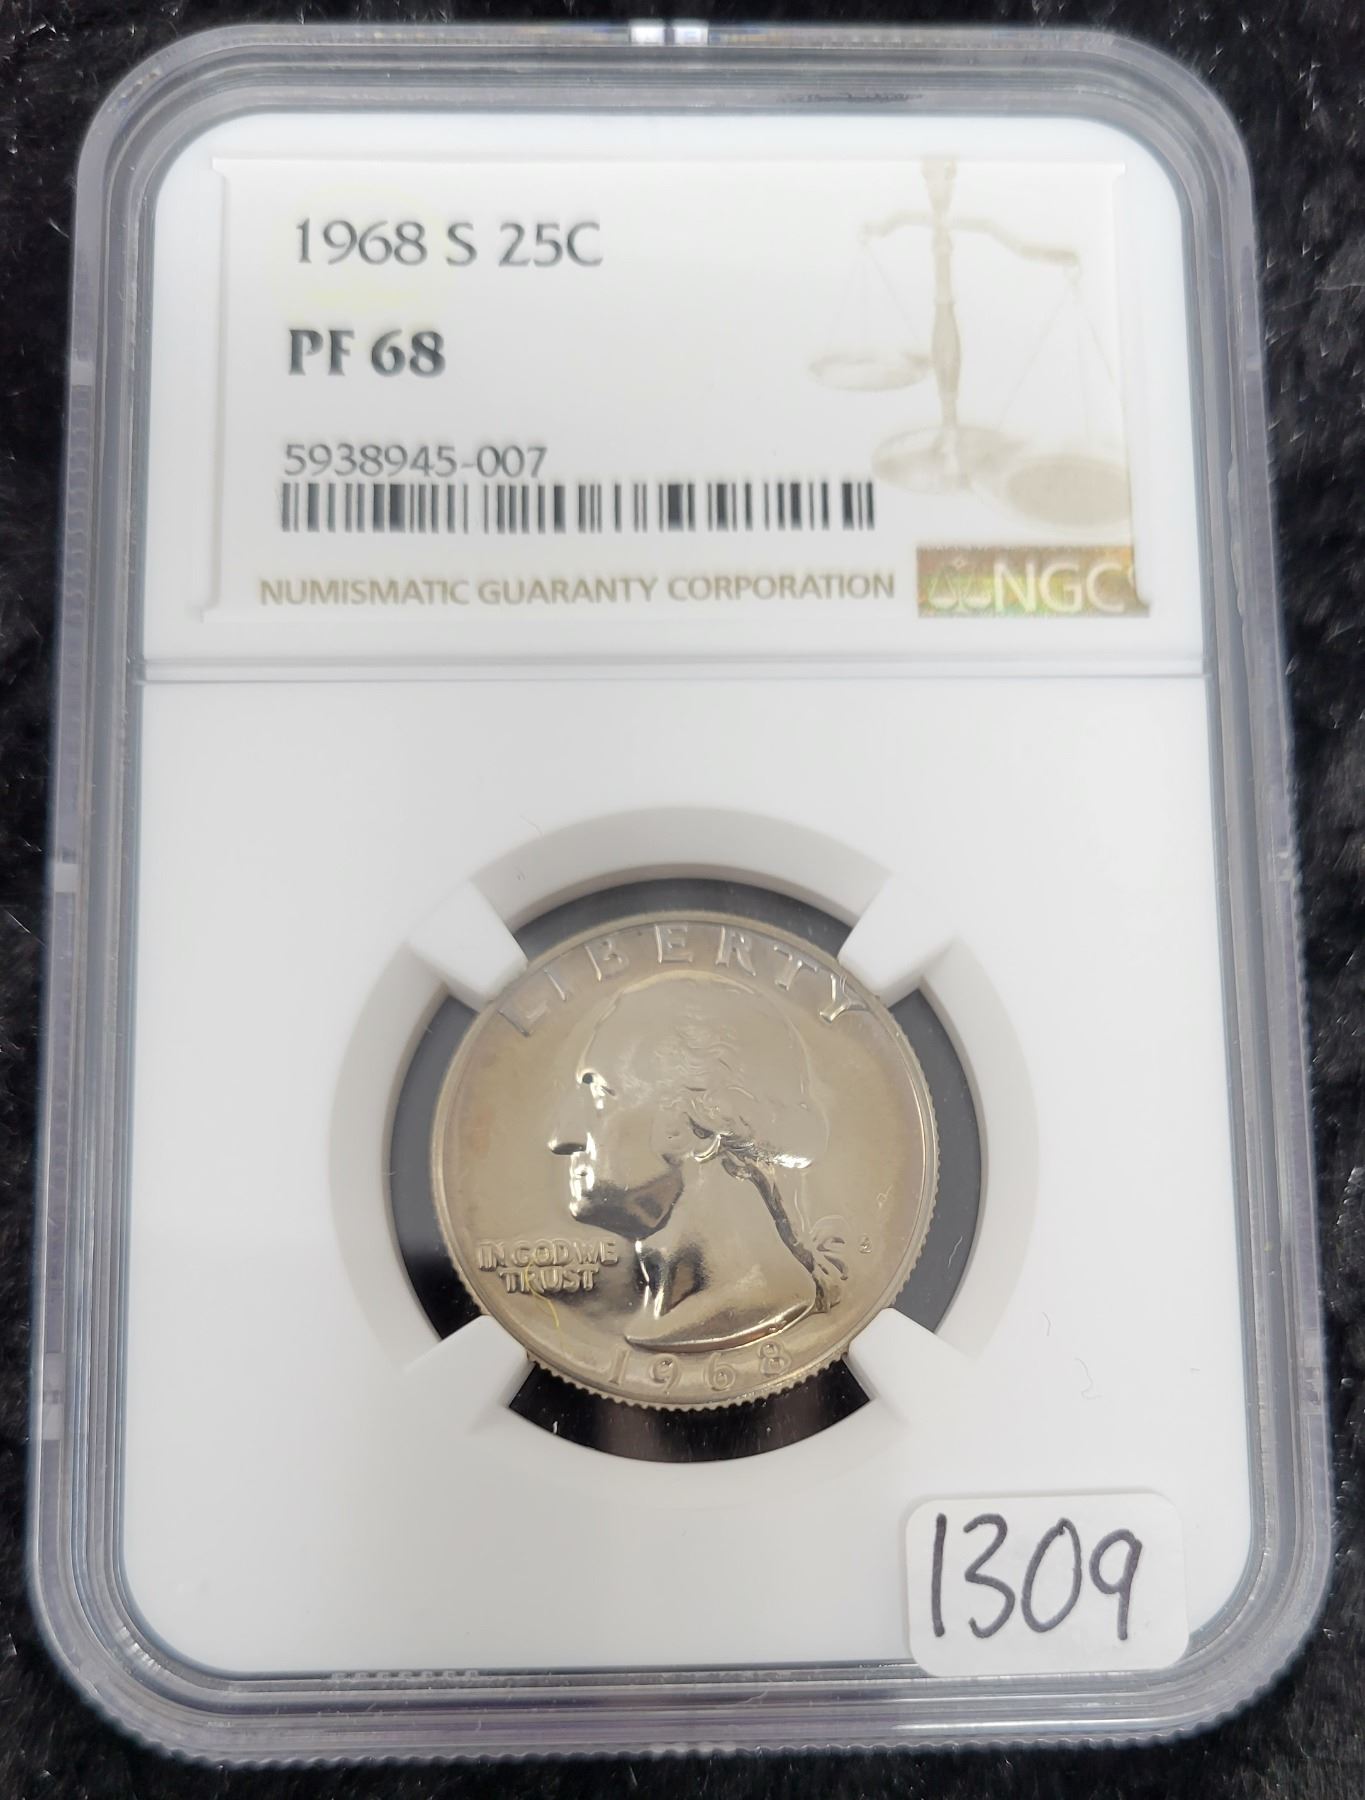 1968 S 25C
PF 68
5938945-007
NUMISMATIC GUARANTY CORPORATION NGC
LIBERTY
IN GOD WE
TRUST
S
1968
1309